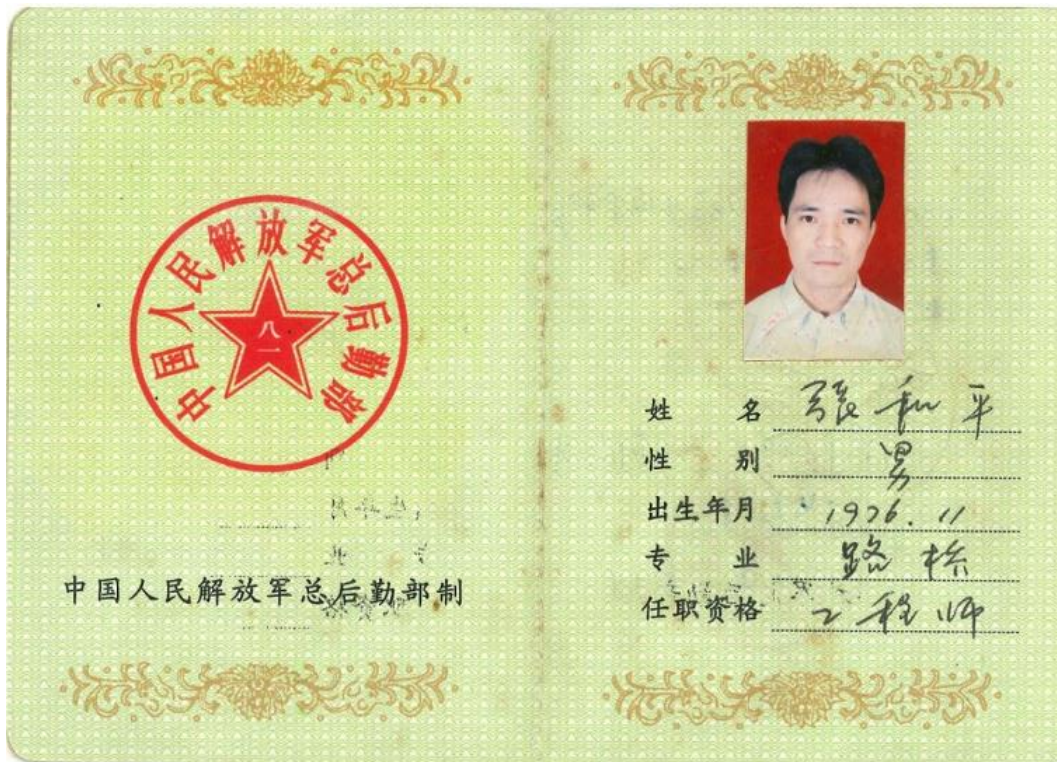 中国人民解放军总后勤部
八一
中国人民解放军总后勤部制
姓 名 张和平
性 别 男
出生年月 1976.11
专 业 路桥
任职资格 工程师